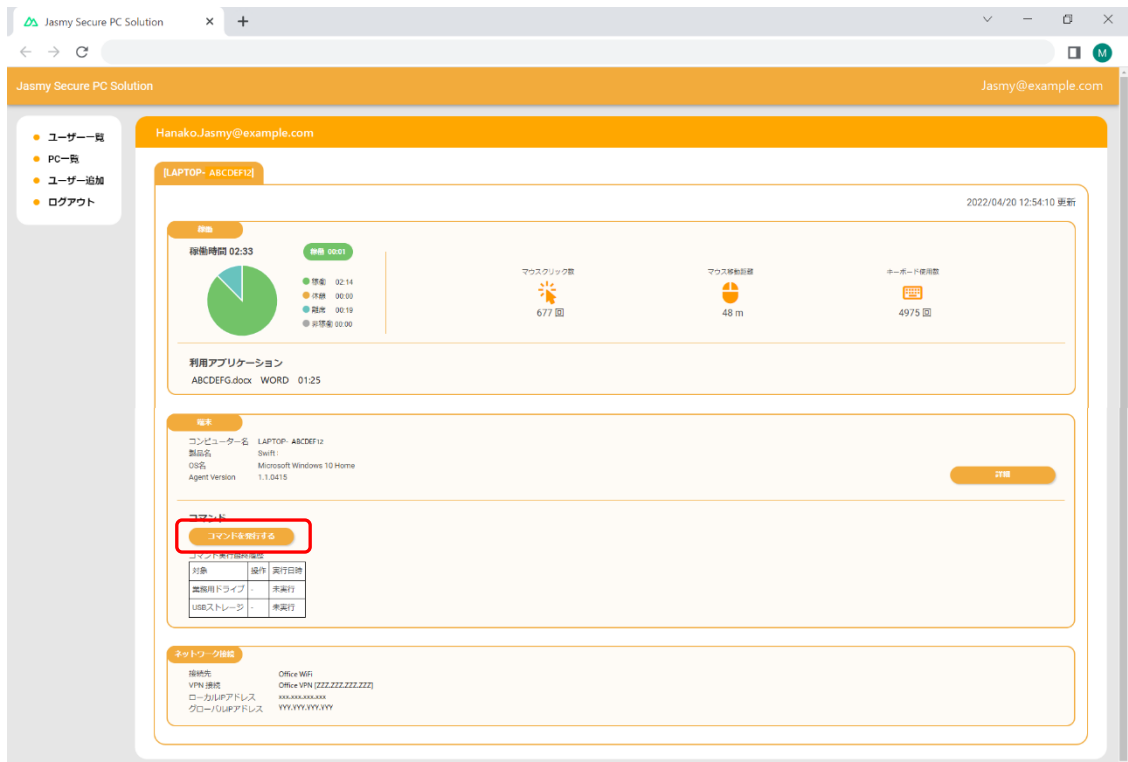 Jasmy Secure PC Solution
Jasmy Secure PC Solution
Jasmy@example.com
M
ユーザー一覧
PC一覧
ユーザー追加
ログアウト
Hanako.Jasmy@example.com
[LAPTOP- ABCDEF12]
2022/04/20 12:54:10 更新
稼働
稼働時間 02:33
稼働 00:01
稼働 02:14
休憩 00:00
離席 00:19
非稼働 00:00
マウスクリック数
677 回
マウス移動距離
48 m
キーボード使用数
4975 回
利用アプリケーション
ABCDEFG.docx WORD 01:25
端末
コンピューター名 LAPTOP- ABCDEF12
製品名 Swift
OS名 Microsoft Windows 10 Home
Agent Version 1.1.0415
詳細
コマンド
コマンドを発行する
コマンド実行最終履歴
対象 操作 実行日時
業務用ドライブ - 未実行
USBストレージ - 未実行
ネットワーク接続
接続先 Office WiFi
VPN 接続 Office VPN [ZZZ.ZZZ.ZZZ.ZZZ]
ローカルIPアドレス xxx.xxx.xxx.xxx
グローバルIPアドレス YYY.YYY.YYY.YYY